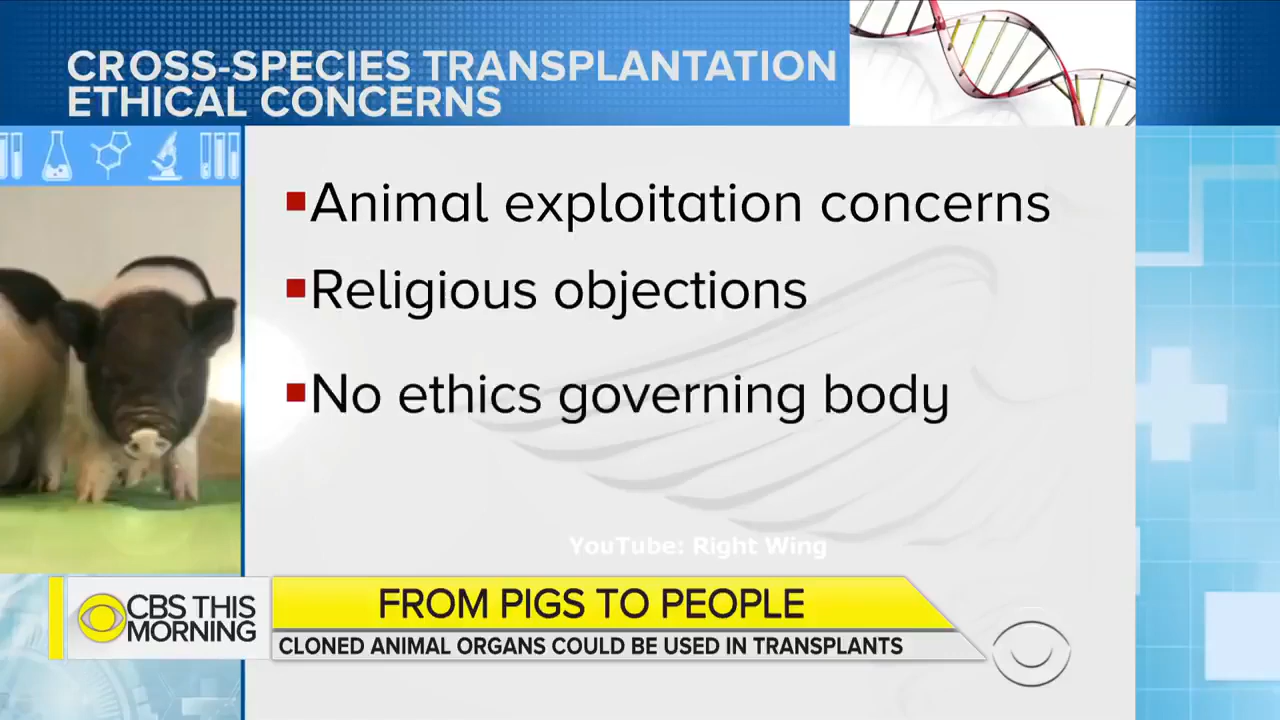 CROSS-SPECIES TRANSPLANTATION
ETHICAL CONCERNS
Animal exploitation concerns
Religious objections
No ethics governing body
YouTube: Right Wing
CBS THIS
MORNING
FROM PIGS TO PEOPLE
CLONED ANIMAL ORGANS COULD BE USED IN TRANSPLANTS